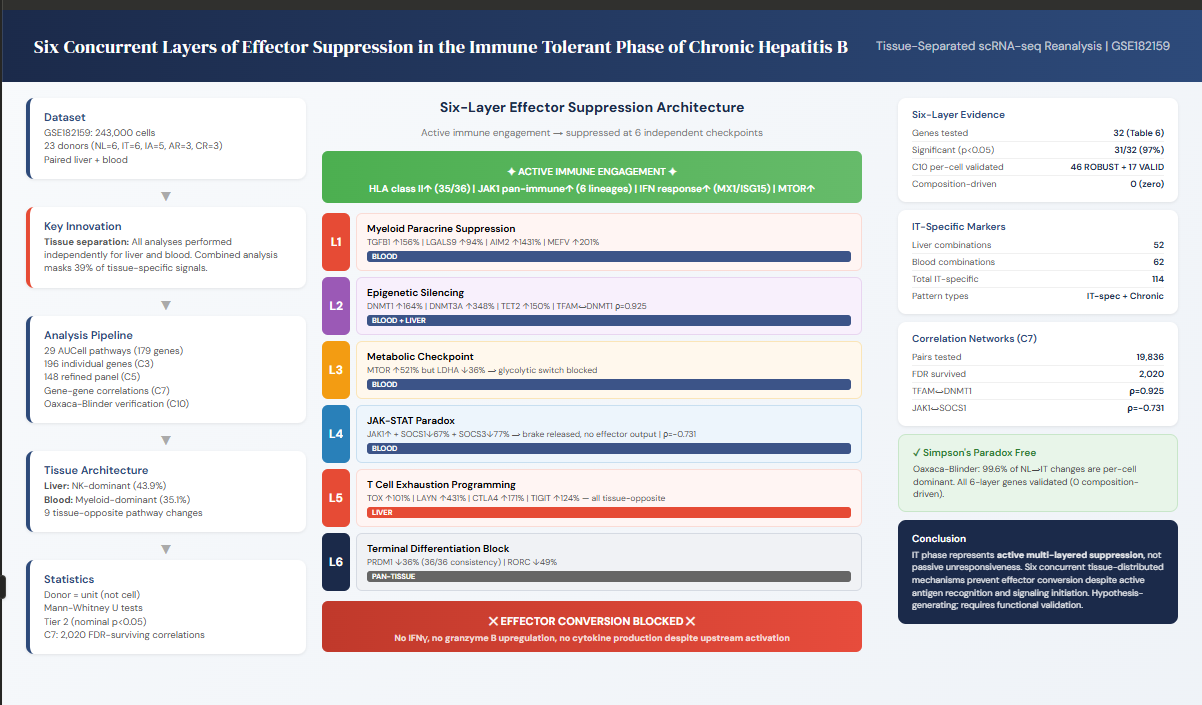 Six Concurrent Layers of Effector Suppression in the Immune Tolerant Phase of Chronic Hepatitis B
Tissue-Separated scRNA-seq Reanalysis | GSE182159
Dataset
GSE182159: 243,000 cells
23 donors (NL=6, IT=6, IA=5, AR=3, CR=3)
Paired liver + blood
▼
Key Innovation
Tissue separation: All analyses performed
independently for liver and blood. Combined analysis
masks 39% of tissue-specific signals.
▼
Analysis Pipeline
29 AUCell pathways (179 genes)
196 individual genes (C3)
148 refined panel (C5)
Gene-gene correlations (C7)
Oaxaca-Blinder verification (C10)
▼
Tissue Architecture
Liver: NK-dominant (43.9%)
Blood: Myeloid-dominant (35.1%)
9 tissue-opposite pathway changes
▼
Statistics
Donor = unit (not cell)
Mann-Whitney U tests
Tier 2 (nominal p<0.05)
C7: 2,020 FDR-surviving correlations
Six-Layer Effector Suppression Architecture
Active immune engagement → suppressed at 6 independent checkpoints
✦ ACTIVE IMMUNE ENGAGEMENT ✦
HLA class II↑ (35/36) | JAK1 pan-immune↑ (6 lineages) | IFN response↑ (MX1/ISG15) | MTOR↑
L1
Myeloid Paracrine Suppression
TGFB1 ↑156% | LGALS9 ↑94% | AIM2 ↑1431% | MEFV ↑201%
BLOOD
L2
Epigenetic Silencing
DNMT1 ↑164% | DNMT3A ↑348% | TET2 ↑150% | TFAM↔DNMT1 ρ=0.925
BLOOD + LIVER
L3
Metabolic Checkpoint
MTOR ↑521% but LDHA ↓36% → glycolytic switch blocked
BLOOD
L4
JAK-STAT Paradox
JAK1↑ + SOCS1↓67% + SOCS3↓77% → brake released, no effector output | ρ=-0.731
BLOOD
L5
T Cell Exhaustion Programming
TOX ↑101% | LAYN ↑431% | CTLA4 ↑171% | TIGIT ↑124% — all tissue-opposite
LIVER
L6
Terminal Differentiation Block
PRDM1 ↓36% (36/36 consistency) | RORC ↓49%
PAN-TISSUE
✕ EFFECTOR CONVERSION BLOCKED ✕
No IFNγ, no granzyme B upregulation, no cytokine production despite upstream activation
Six-Layer Evidence
Genes tested 32 (Table 6)
Significant (p<0.05) 31/32 (97%)
C10 per-cell validated 46 ROBUST + 17 VALID
Composition-driven 0 (zero)
IT-Specific Markers
Liver combinations 52
Blood combinations 62
Total IT-specific 114
Pattern types IT-spec + Chronic
Correlation Networks (C7)
Pairs tested 19,836
FDR survived 2,020
TFAM↔DNMT1 ρ=0.925
JAK1↔SOCS1 ρ=-0.731
✓ Simpson's Paradox Free
Oaxaca-Blinder: 99.6% of NL→IT changes are per-cell
dominant. All 6-layer genes validated (0 composition-
driven).
Conclusion
IT phase represents active multi-layered suppression, not
passive unresponsiveness. Six concurrent tissue-distributed
mechanisms prevent effector conversion despite active
antigen recognition and signaling initiation. Hypothesis-
generating; requires functional validation.